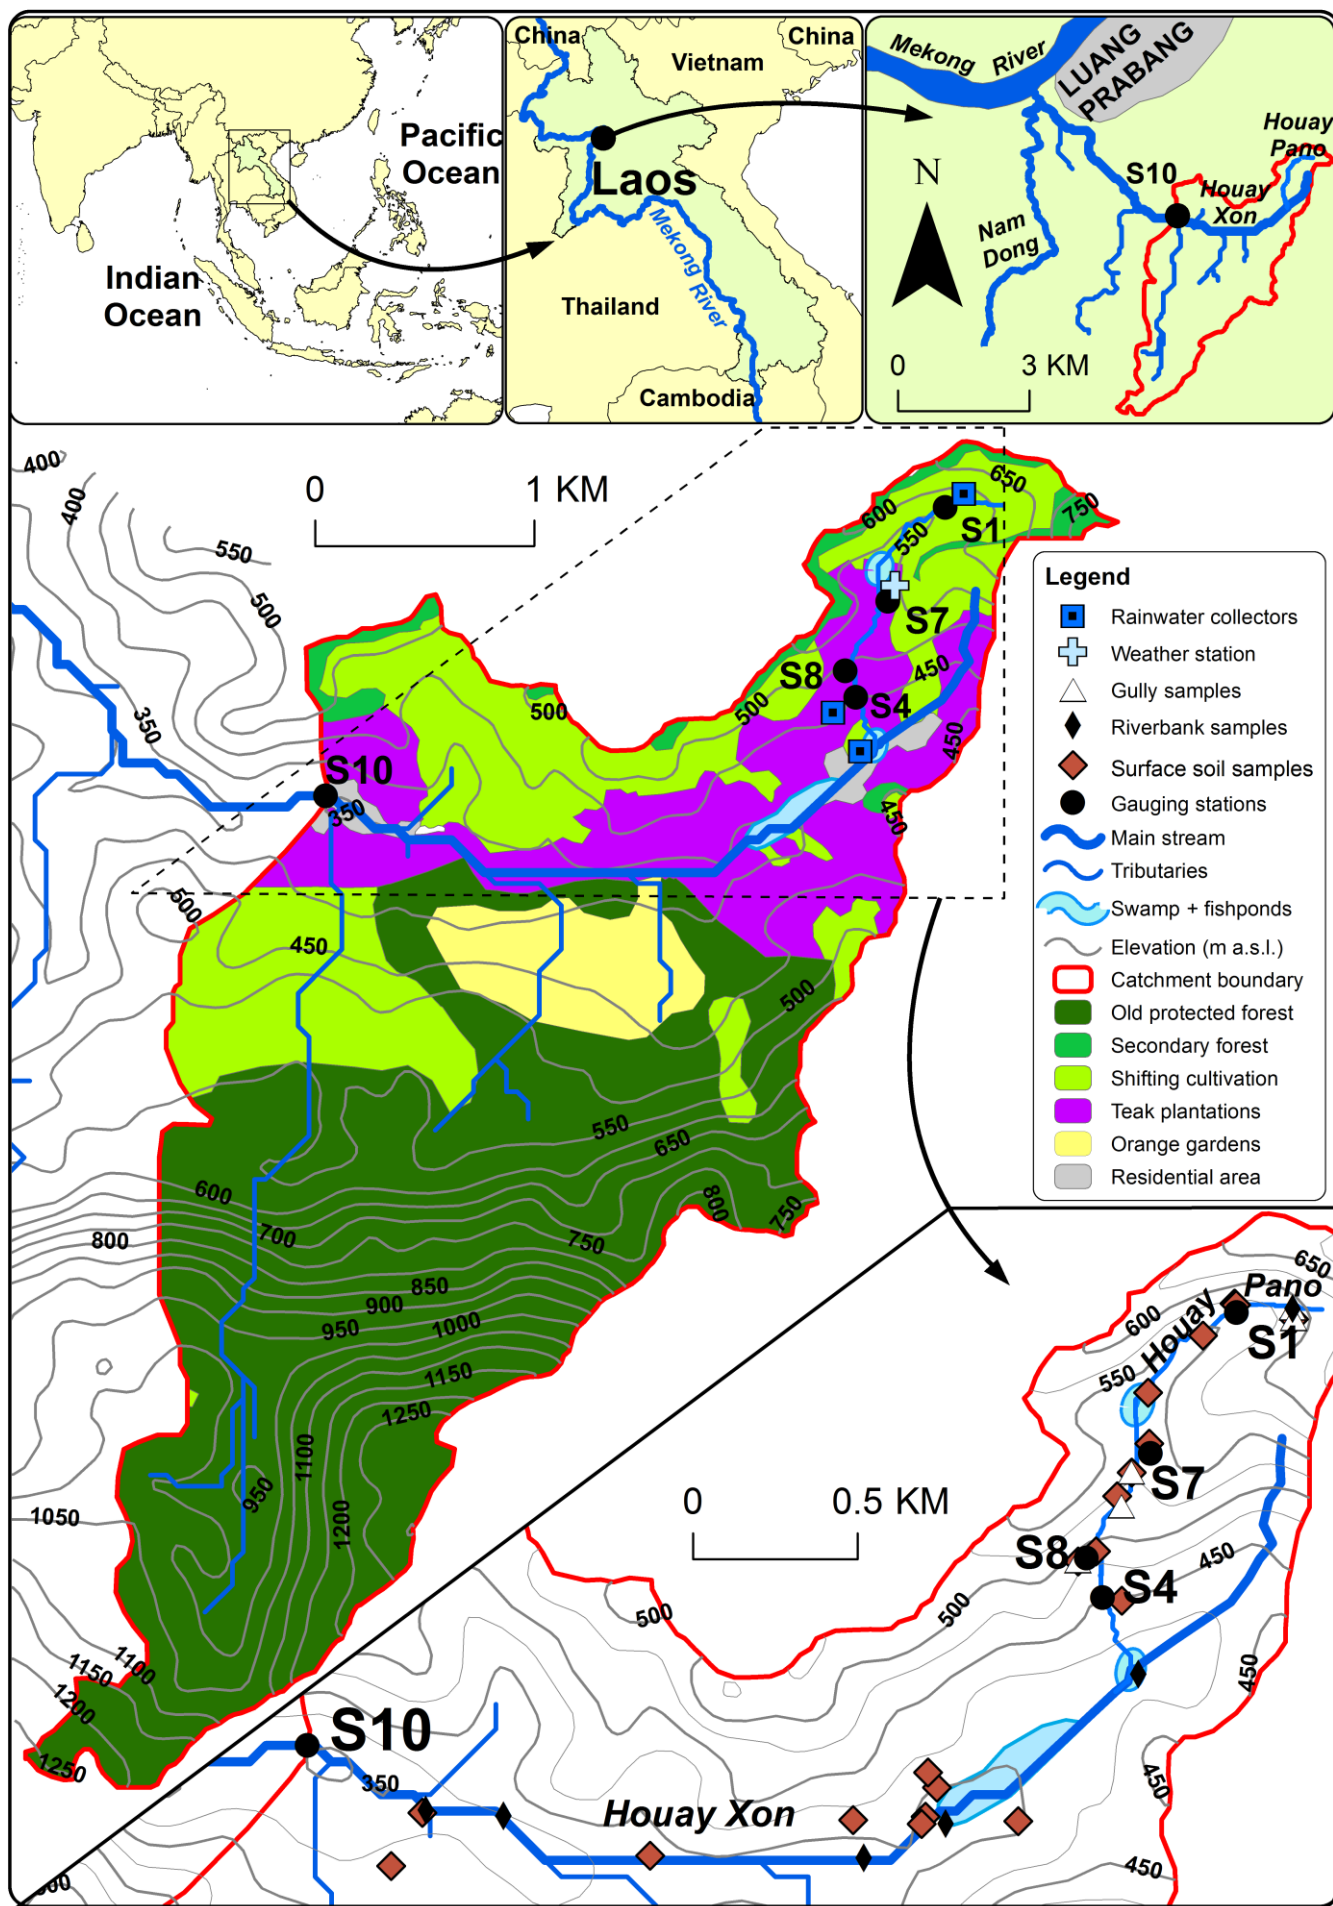 Pacific
Ocean
Indian
Ocean
China
China
Vietnam
Laos
Mekong River
Thailand
Cambodia
Mekong River
LUANG
PRABANG
Houay
Pano
S10
Houay
Xon
N
Nam
Dong
0 3 KM
400
400
550
500
350
0 1 KM
650
750
600
550
S1
S7
S8
S4
450
500
500
450
450
S10
350
500
450
500
550
650
600
700
800
750
800
750
850
900
950
1000
1150
1250
1100
950
1200
1050
1100
1150
1200
1250
Legend
Rainwater collectors
Weather station
Gully samples
Riverbank samples
Surface soil samples
Gauging stations
Main stream
Tributaries
Swamp + fishponds
Elevation (m a.s.l.)
Catchment boundary
Old protected forest
Secondary forest
Shifting cultivation
Teak plantations
Orange gardens
Residential area
650
Houay Pano
600
S1
550
S7
0 0.5 KM
S8
S4
450
500
500
450
S10
350
Houay Xon
450
450